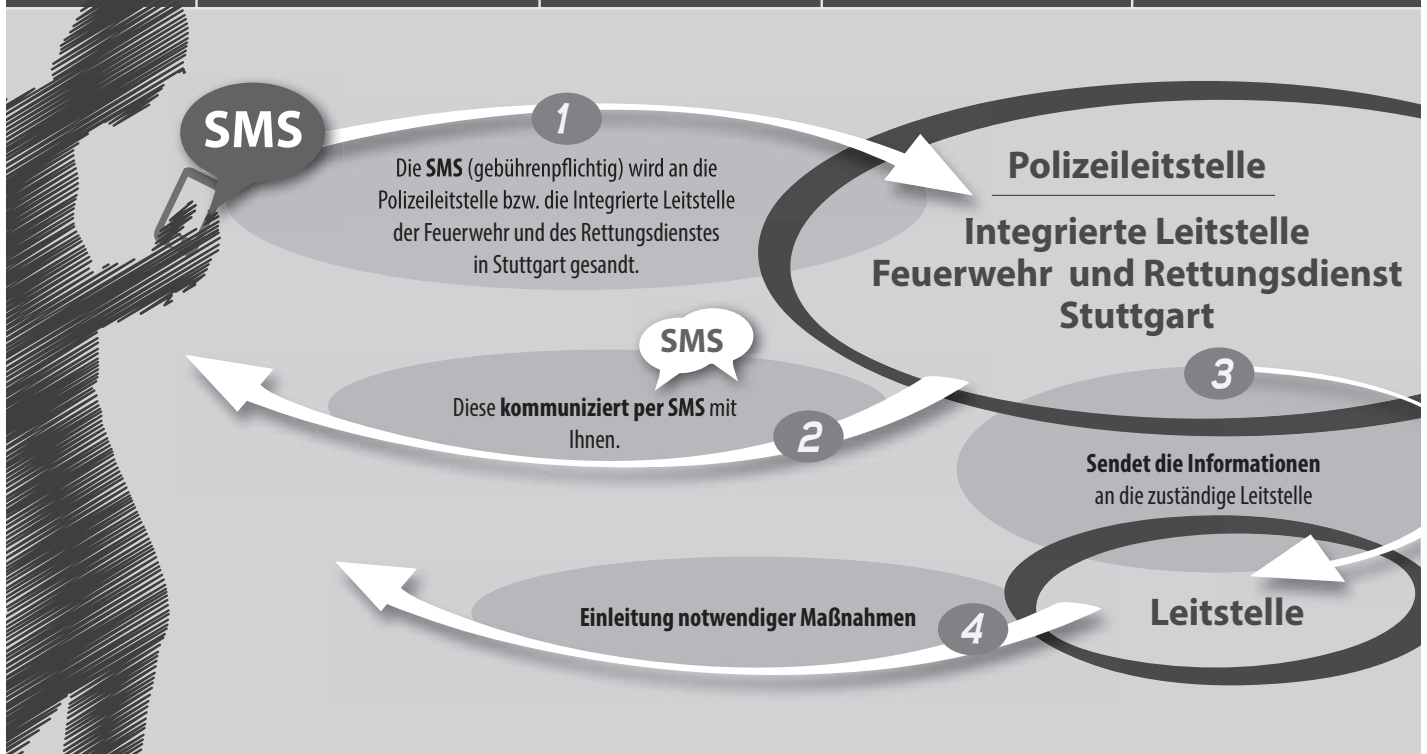 SMS
1
Die SMS (gebührenpflichtig) wird an die
Polizeileitstelle bzw. die Integrierte Leitstelle
der Feuerwehr und des Rettungsdienstes
in Stuttgart gesandt.
Polizeileitstelle
Integrierte Leitstelle
Feuerwehr und Rettungsdienst
Stuttgart
SMS
Diese kommuniziert per SMS mit
Ihnen.
2
3
Sendet die Informationen
an die zuständige Leitstelle
Einleitung notwendiger Maßnahmen
4
Leitstelle